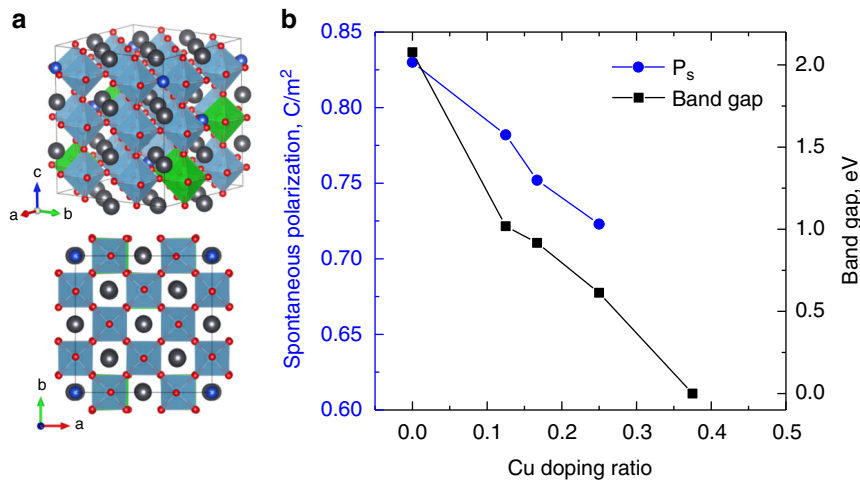 a
c
a
b
b
a
b
Spontaneous polarization, C/m²
0.85
0.80
0.75
0.70
0.65
0.60
Pₛ
Band gap
2.0
1.5
1.0
0.5
0.0
Band gap, eV
0.0 0.1 0.2 0.3 0.4 0.5
Cu doping ratio